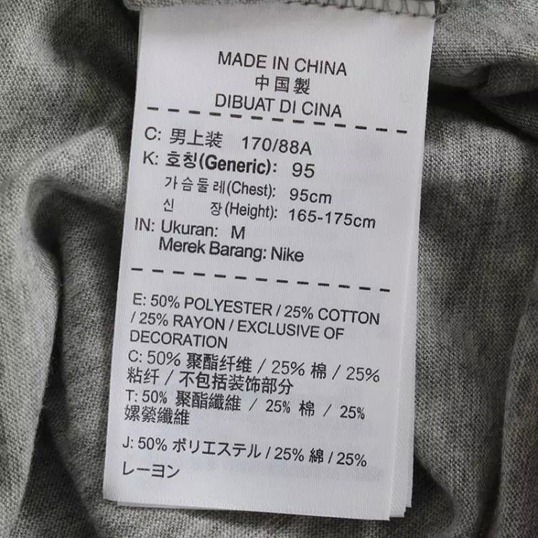 MADE IN CHINA
中国製
DIBUAT DI CINA
C: 男上装 170/88A
K: 호칭(Generic): 95
가슴둘레(Chest): 95cm
신 장(Height): 165-175cm
IN: Ukuran: M
Merek Barang: Nike
E: 50% POLYESTER / 25% COTTON
/ 25% RAYON / EXCLUSIVE OF
DECORATION
C: 50% 聚酯纤维 / 25% 棉 / 25%
粘纤 / 不包括装饰部分
T: 50% 聚酯纖維 / 25% 棉 / 25%
嫘縈纖維
J: 50% ポリエステル / 25% 綿 / 25%
レーヨン